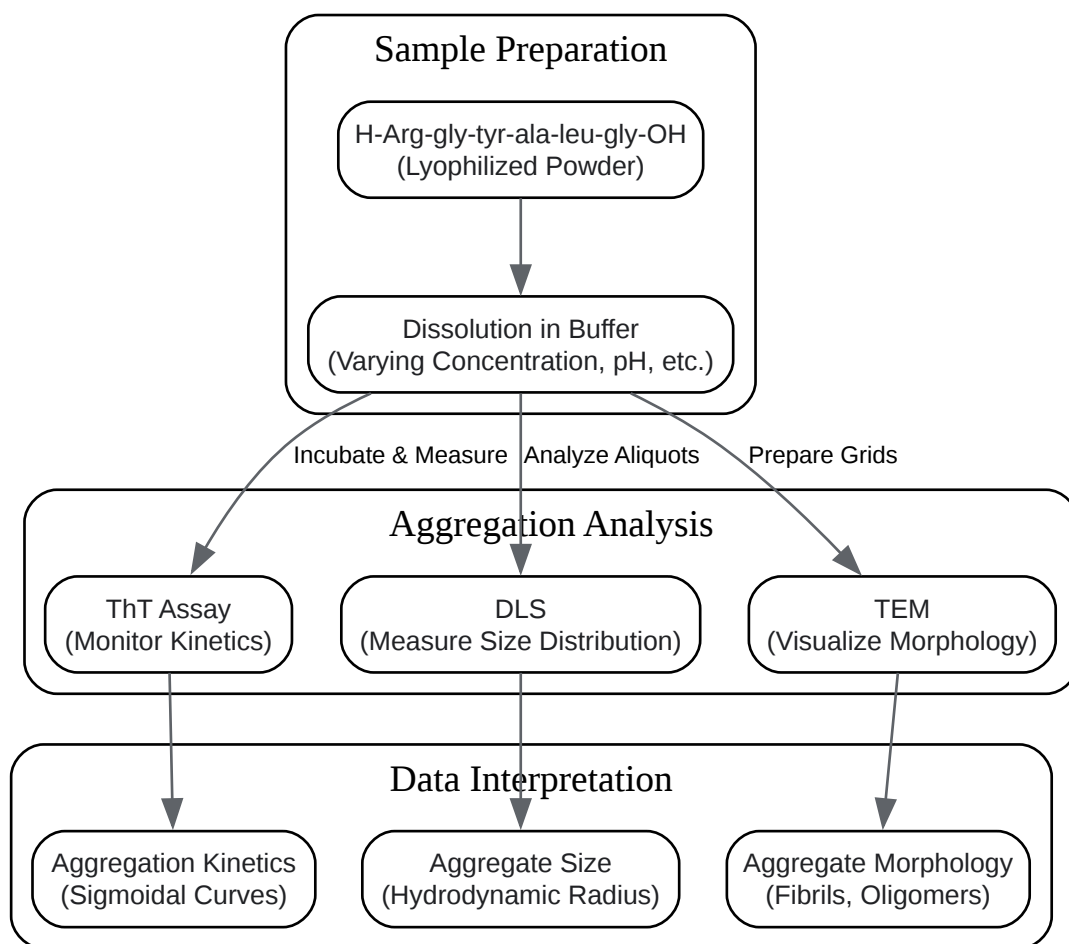 Sample Preparation
H-Arg-gly-tyr-ala-leu-gly-OH
(Lyophilized Powder)
Dissolution in Buffer
(Varying Concentration, pH, etc.)
Incubate & Measure
Analyze Aliquots
Prepare Grids
Aggregation Analysis
ThT Assay
(Monitor Kinetics)
DLS
(Measure Size Distribution)
TEM
(Visualize Morphology)
Data Interpretation
Aggregation Kinetics
(Sigmoidal Curves)
Aggregate Size
(Hydrodynamic Radius)
Aggregate Morphology
(Fibrils, Oligomers)